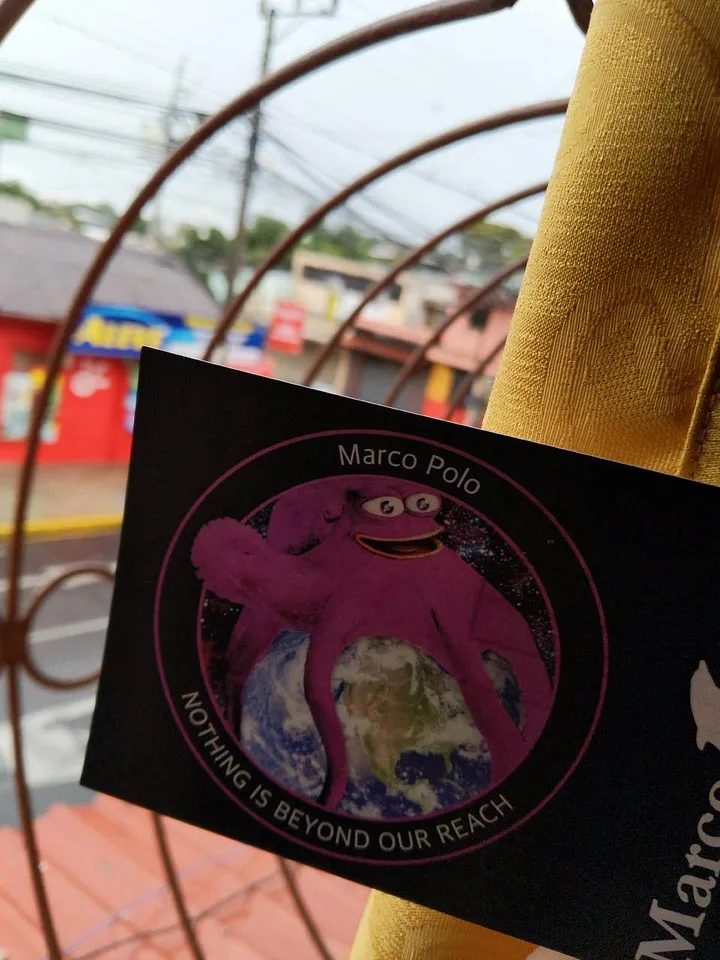 Marco Polo
NOTHING IS BEYOND OUR REACH
Marco